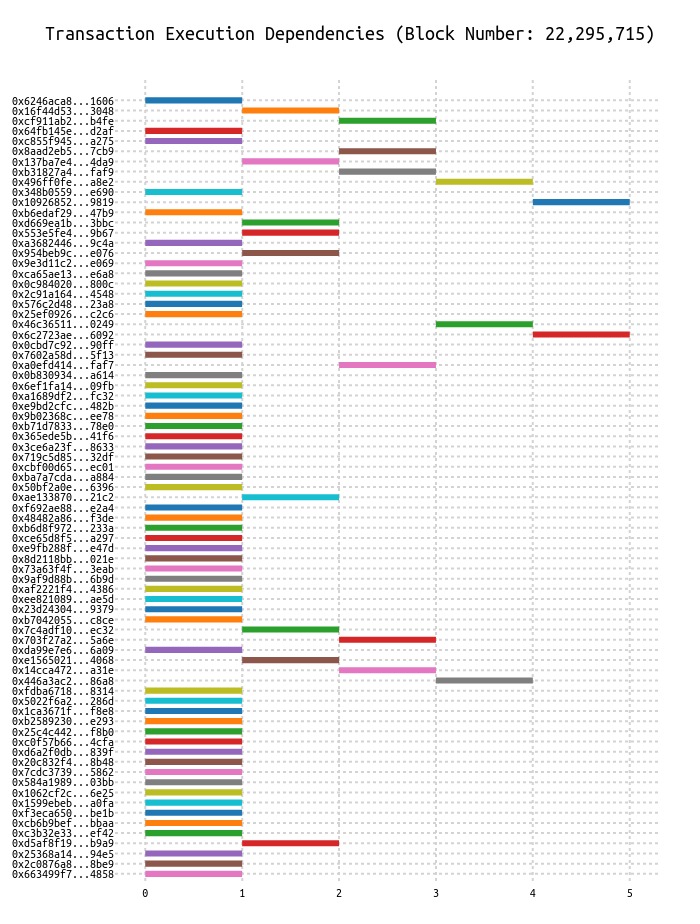 Transaction Execution Dependencies (Block Number: 22,295,715)
0x6246aca8...1606
0x16f44d53...3048
0xcf911ab2...b4fe
0x64fb145e...d2af
0xc855f945...a275
0x8aad2eb5...7cb9
0x137ba7e4...4da9
0xb31827a4...faf9
0x496ff0fe...a8e2
0x348b0559...e690
0x10926852...9819
0xb6edaf29...47b9
0xd669ea1b...3bbc
0x553e5fe4...9b67
0xa3682446...9c4a
0x954beb9c...e076
0x9e3d11c2...e069
0xca65ae13...e6a8
0x0c984020...800c
0x2c91a164...4548
0x576c2d48...23a8
0x25ef0926...c2c6
0x46c36511...0249
0x6c2723ae...6092
0x0cbd7c92...90ff
0x7602a58d...5f13
0xa0efd414...faf7
0x0b830934...a614
0x6ef1fa14...09fb
0xa1689df2...fc32
0xe9bd2cfc...482b
0x9b02368c...ee78
0xb71d7833...78e0
0x365ede5b...41f6
0x3ce6a23f...8633
0x719c5d85...32df
0xcbf00d65...ec01
0xba7a7cda...a884
0x50bf2a0e...6396
0xae133870...21c2
0xf692ae88...e2a4
0x48482a86...f3de
0xb6d8f972...233a
0xce65d8f5...a297
0xe9fb288f...e47d
0x8d2118bb...021e
0x73a63f4f...3eab
0x9af9d88b...6b9d
0xaf2221f4...4386
0xee821089...ae5d
0x23d24304...9379
0xb7042055...c8ce
0x7c4adf10...ec32
0x703f27a2...5a6e
0xda99e7e6...6a09
0xe1565021...4068
0x14cca472...a31e
0x446a3ac2...86a8
0xfdba6718...8314
0x5022f6a2...286d
0x1ca3671f...f8e8
0xb2589230...e293
0x25c4c442...f8b0
0xc0f57b66...4cfa
0xd6a2f0db...839f
0x20c832f4...8b48
0x7cdc3739...5862
0x584a1989...03bb
0x1062cf2c...6e25
0x1599ebeb...a0fa
0xf3eca650...be1b
0xcb6b9bef...bbaa
0xc3b32e33...ef42
0xd5af8f19...b9a9
0x25368a14...94e5
0x2c0876a8...8be9
0x663499f7...4858
0 1 2 3 4 5